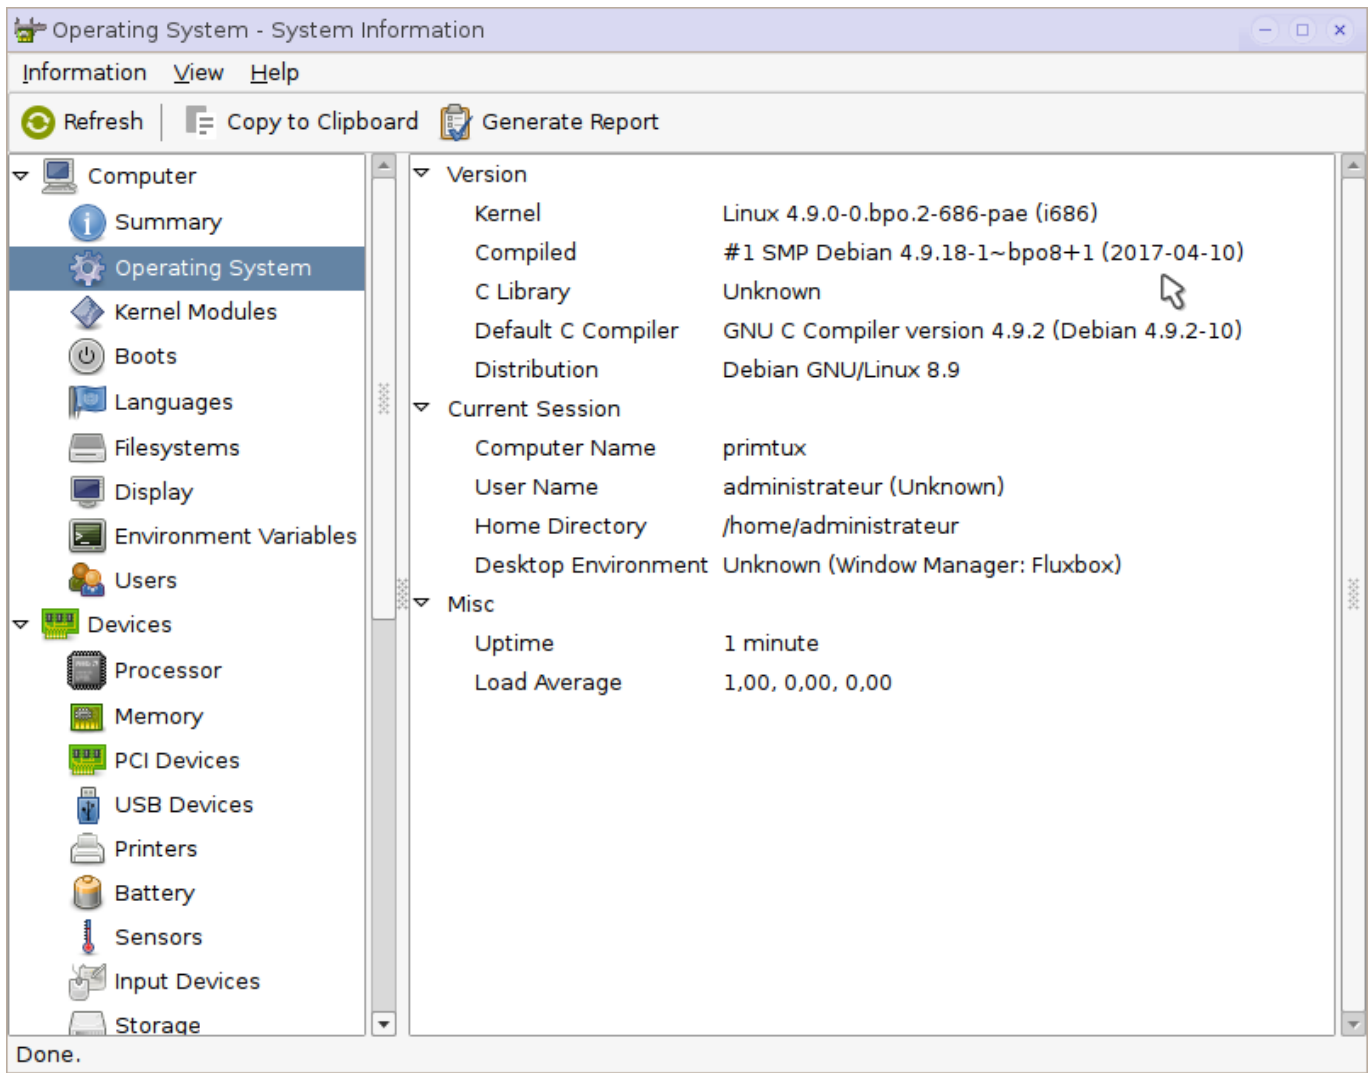 Operating System - System Information
Information View Help
Refresh Copy to Clipboard Generate Report
Computer
Summary
Operating System
Kernel Modules
Boots
Languages
Filesystems
Display
Environment Variables
Users
Devices
Processor
Memory
PCI Devices
USB Devices
Printers
Battery
Sensors
Input Devices
Storage
Version
Kernel Linux 4.9.0-0.bpo.2-686-pae (i686)
Compiled #1 SMP Debian 4.9.18-1~bpo8+1 (2017-04-10)
C Library Unknown
Default C Compiler GNU C Compiler version 4.9.2 (Debian 4.9.2-10)
Distribution Debian GNU/Linux 8.9
Current Session
Computer Name primtux
User Name administrateur (Unknown)
Home Directory /home/administrateur
Desktop Environment Unknown (Window Manager: Fluxbox)
Misc
Uptime 1 minute
Load Average 1,00, 0,00, 0,00
Done.